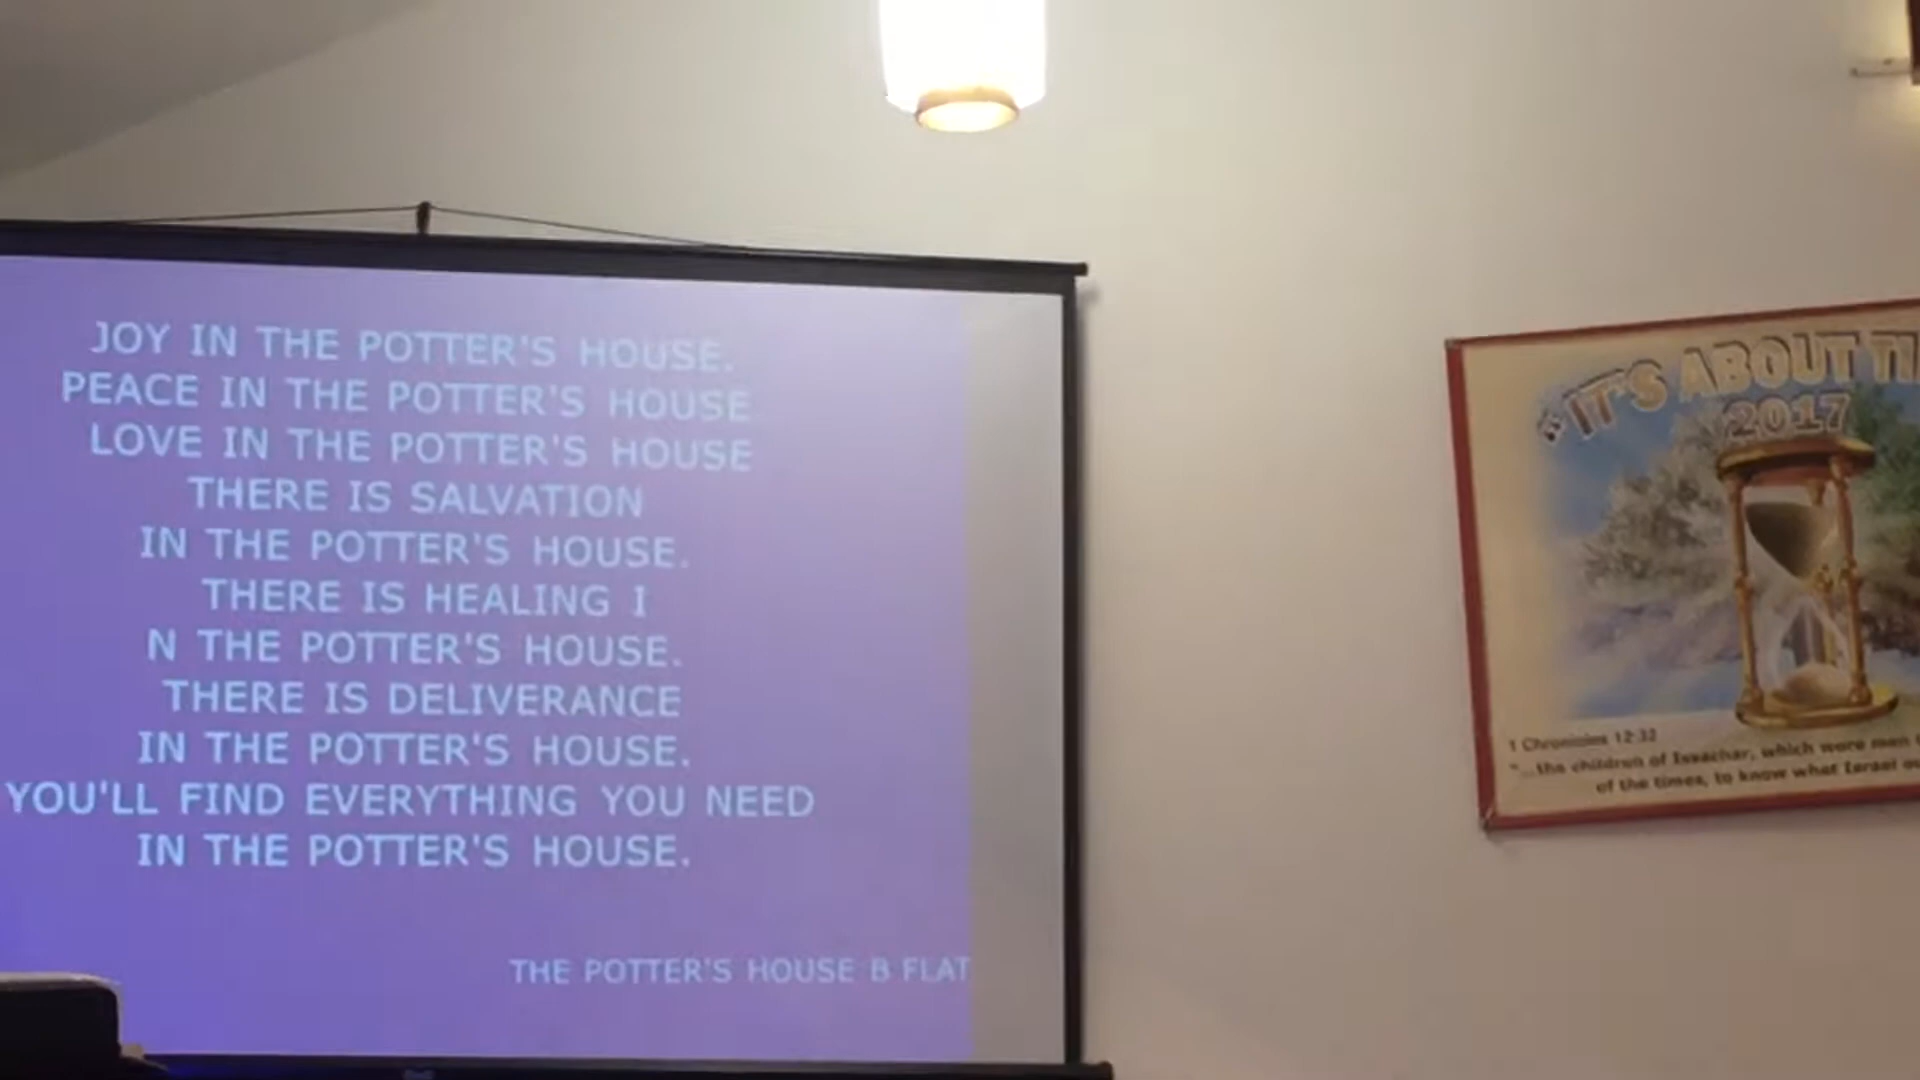 JOY IN THE POTTER'S HOUSE.
PEACE IN THE POTTER'S HOUSE
LOVE IN THE POTTER'S HOUSE
THERE IS SALVATION
IN THE POTTER'S HOUSE.
THERE IS HEALING I
N THE POTTER'S HOUSE.
THERE IS DELIVERANCE
IN THE POTTER'S HOUSE.
YOU'LL FIND EVERYTHING YOU NEED
IN THE POTTER'S HOUSE.
THE POTTER'S HOUSE B FLAT
"IT'S ABOUT TI
2017
1 Chronicles 12:32
"...the children of Issachar, which were men
of the times, to know what Israel ou